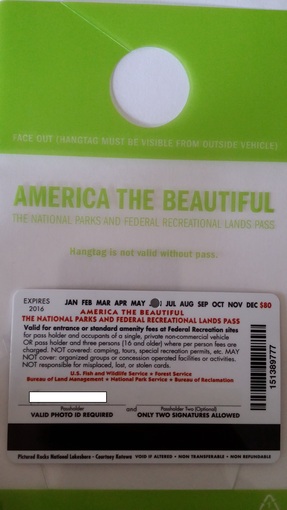 FACE OUT (HANGTAG MUST BE VISIBLE FROM OUTSIDE VEHICLE)
AMERICA THE BEAUTIFUL
THE NATIONAL PARKS AND FEDERAL RECREATIONAL LANDS PASS
Hangtag is not valid without pass.
EXPIRES JAN FEB MAR APR MAY JUL AUG SEP OCT NOV DEC $80
2016 AMERICA THE BEAUTIFUL
THE NATIONAL PARKS AND FEDERAL RECREATIONAL LANDS PASS
Valid for entrance or standard amenity fees at Federal Recreation sites
for pass holder and occupants of a single, private noncommercial vehicle
OR pass holder and three persons (16 and older) where per person fees are
charged. NOT covered: camping, tours, special recreation permits, etc. MAY
NOT cover: organized groups or concession operated facilities or activities.
NOT responsible for misplaced, lost, or stolen cards.
U.S. Fish and Wildlife Service • Forest Service
Bureau of Land Management • National Park Service • Bureau of Reclamation
151389777
Passholder and Passholder Two (Optional)
VALID PHOTO ID REQUIRED ONLY TWO SIGNATURES ALLOWED
Pictured Rocks National Lakeshore - Courtesy Kotowu VOID IF ALTERED • NON TRANSFERABLE • NON REFUNDABLE